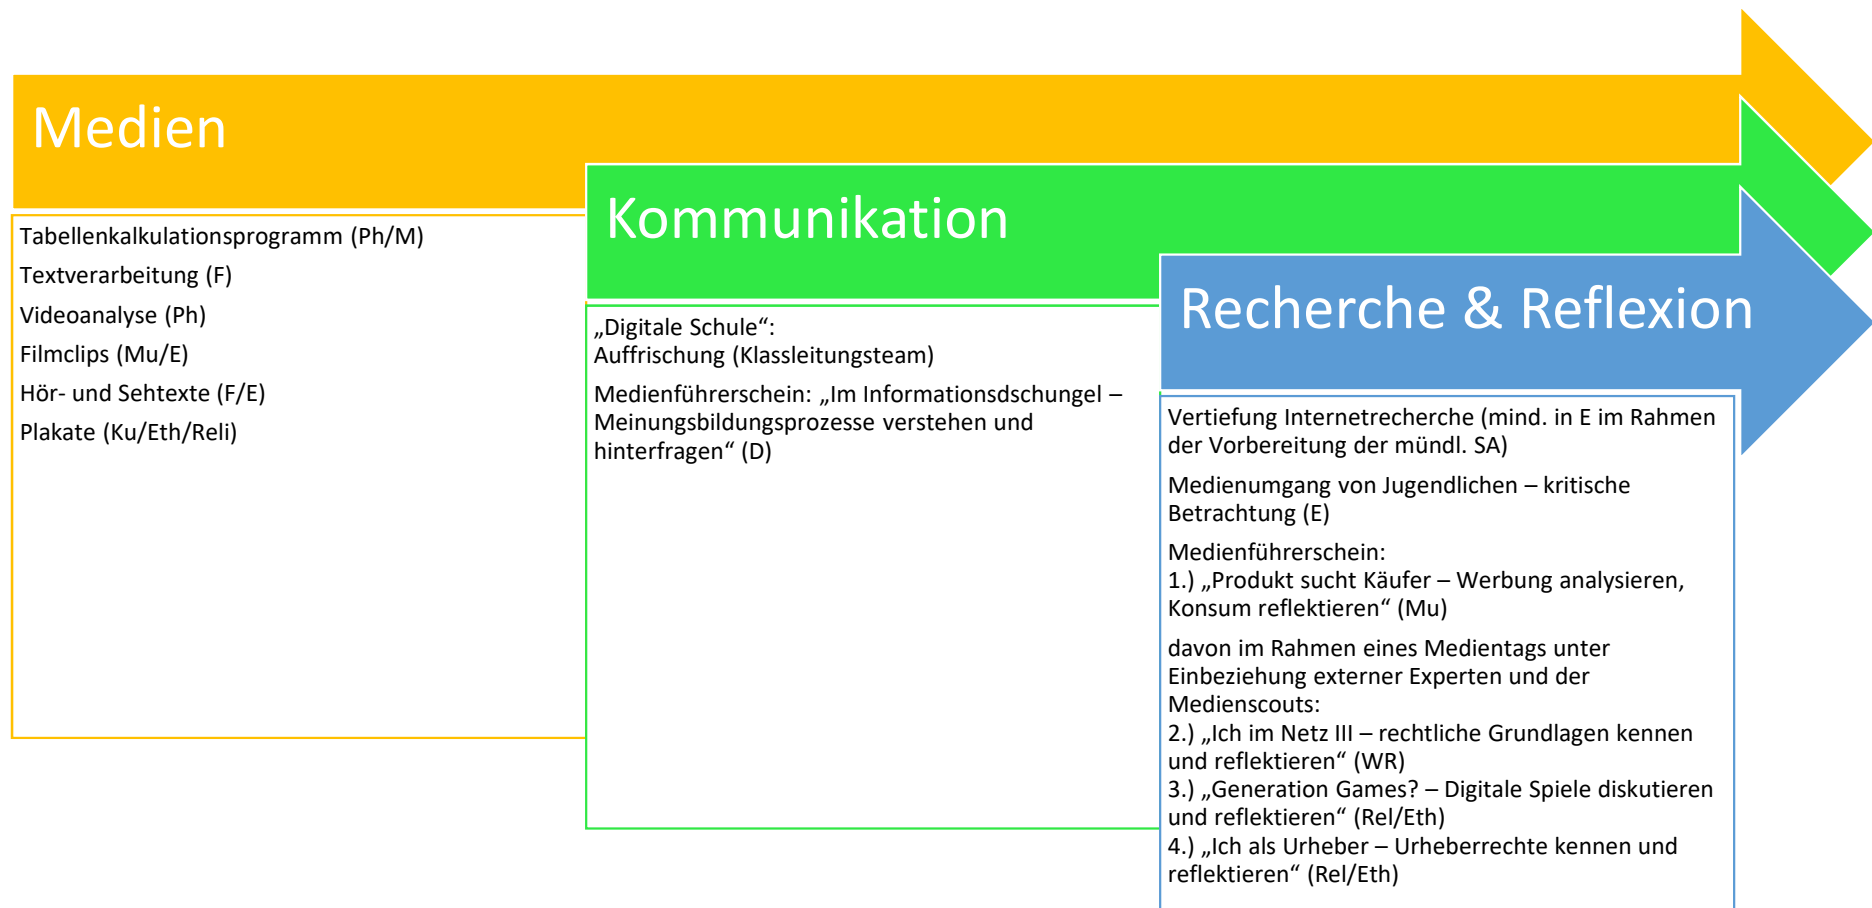 Medien
Tabellenkalkulationsprogramm (Ph/M)
Textverarbeitung (F)
Videoanalyse (Ph)
Filmclips (Mu/E)
Hör- und Sehtexte (F/E)
Plakate (Ku/Eth/Reli)
Kommunikation
„Digitale Schule“:
Auffrischung (Klassleitungsteam)
Medienführerschein: „Im Informationsdschungel –
Meinungsbildungsprozesse verstehen und
hinterfragen“ (D)
Recherche & Reflexion
Vertiefung Internetrecherche (mind. in E im Rahmen
der Vorbereitung der mündl. SA)
Medienumgang von Jugendlichen – kritische
Betrachtung (E)
Medienführerschein:
1.) „Produkt sucht Käufer – Werbung analysieren,
Konsum reflektieren“ (Mu)
davon im Rahmen eines Medientags unter
Einbeziehung externer Experten und der
Medienscouts:
2.) „Ich im Netz III – rechtliche Grundlagen kennen
und reflektieren“ (WR)
3.) „Generation Games? – Digitale Spiele diskutieren
und reflektieren“ (Rel/Eth)
4.) „Ich als Urheber – Urheberrechte kennen und
reflektieren“ (Rel/Eth)